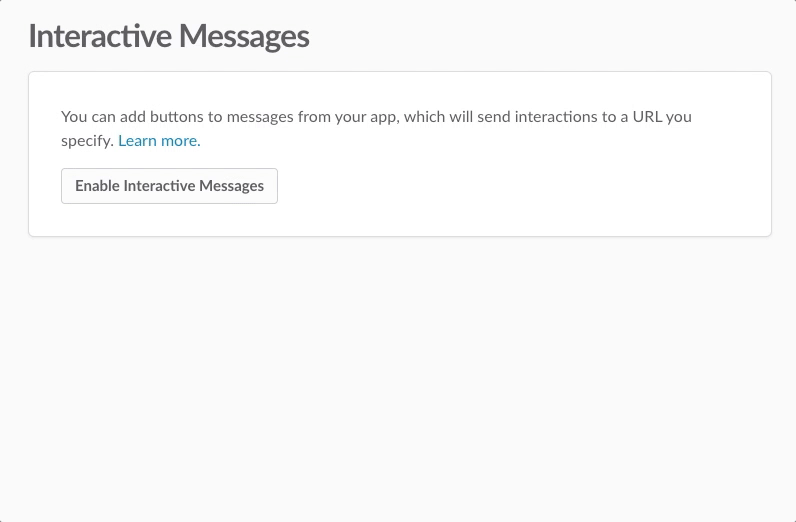 Interactive Messages
You can add buttons to messages from your app, which will send interactions to a URL you
specify. Learn more.
Enable Interactive Messages